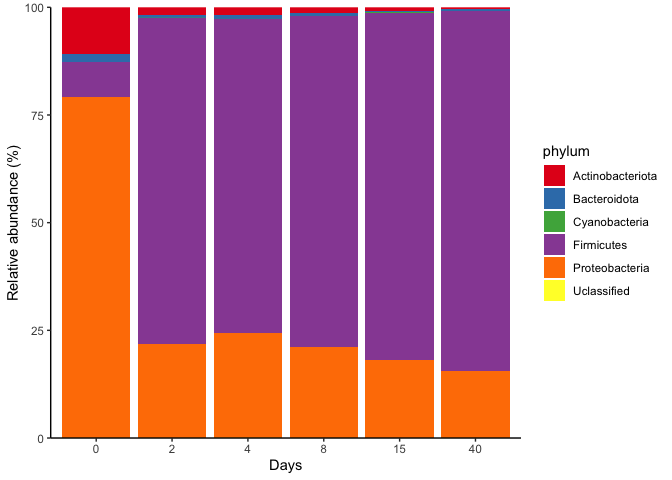 100
75
50
25
0
Relative abundance (%)
0 2 4 8 15 40
Days
phylum
Actinobacteriota
Bacteroidota
Cyanobacteria
Firmicutes
Proteobacteria
Uclassified